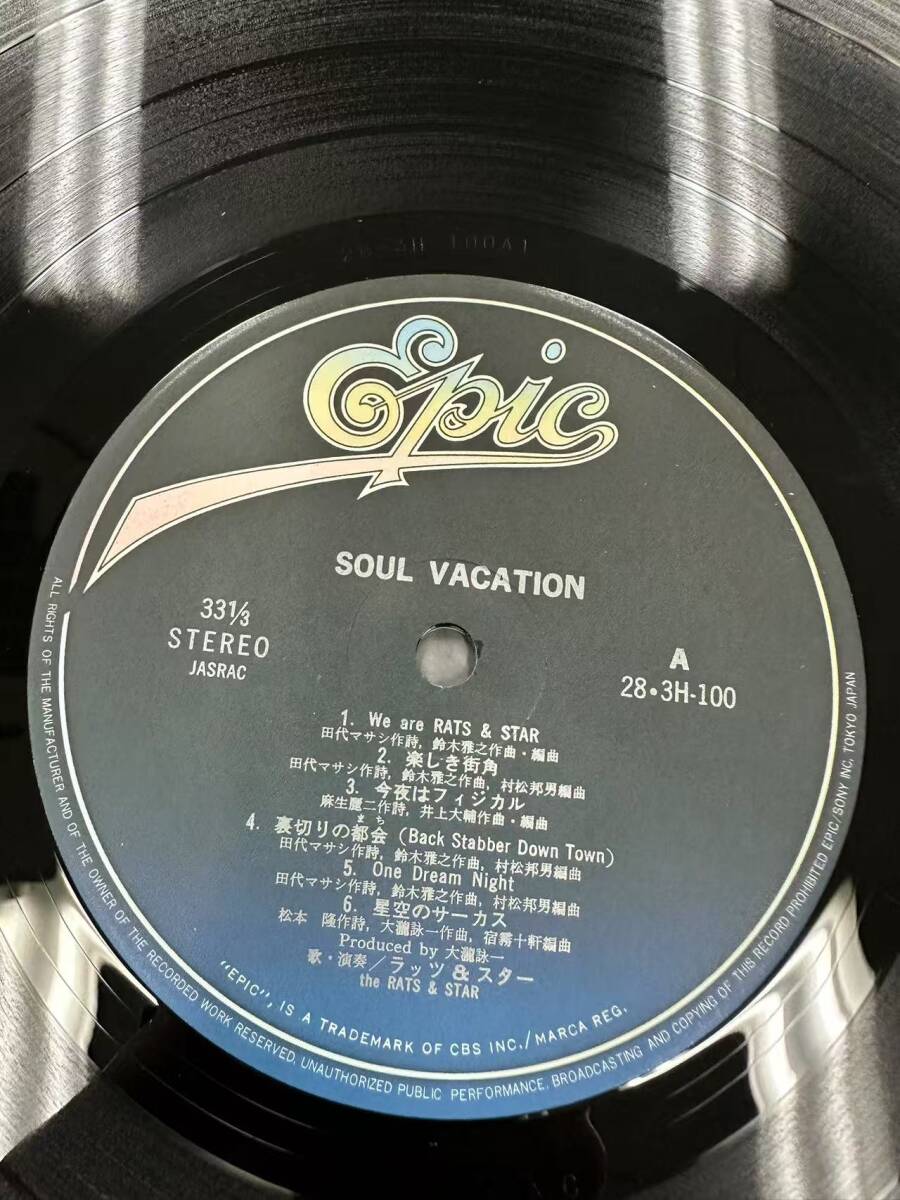 28 3H 100A1
Epic
SOUL VACATION
33⅓
STEREO
JASRAC
A
28・3H-100
1. We are RATS & STAR
田代マサシ作詩, 鈴木雅之作曲・編曲
2. 楽しき街角
田代マサシ作詩, 鈴木雅之作曲, 村松邦男編曲
3. 今夜はフィジカル
麻生麗二作詩, 井上大輔作曲・編曲
まち
4. 裏切りの都会 (Back Stabber Down Town)
田代マサシ作詩, 鈴木雅之作曲, 村松邦男編曲
5. One Dream Night
田代マサシ作詩, 鈴木雅之作曲, 村松邦男編曲
6. 星空のサーカス
松本 隆作詩, 大瀧詠一作曲, 宿霧十軒編曲
Produced by 大瀧詠一
歌・演奏/ラッツ&スター
the RATS & STAR
"EPIC", IS A TRADEMARK OF CBS INC./MARCA REG.
ALL RIGHTS OF THE MANUFACTURER AND OF THE OWNER OF THE RECORDED WORK RESERVED. UNAUTHORIZED PUBLIC PERFORMANCE, BROADCASTING AND COPYING OF THIS RECORD PROHIBITED EPIC/SONY INC. TOKYO JAPAN